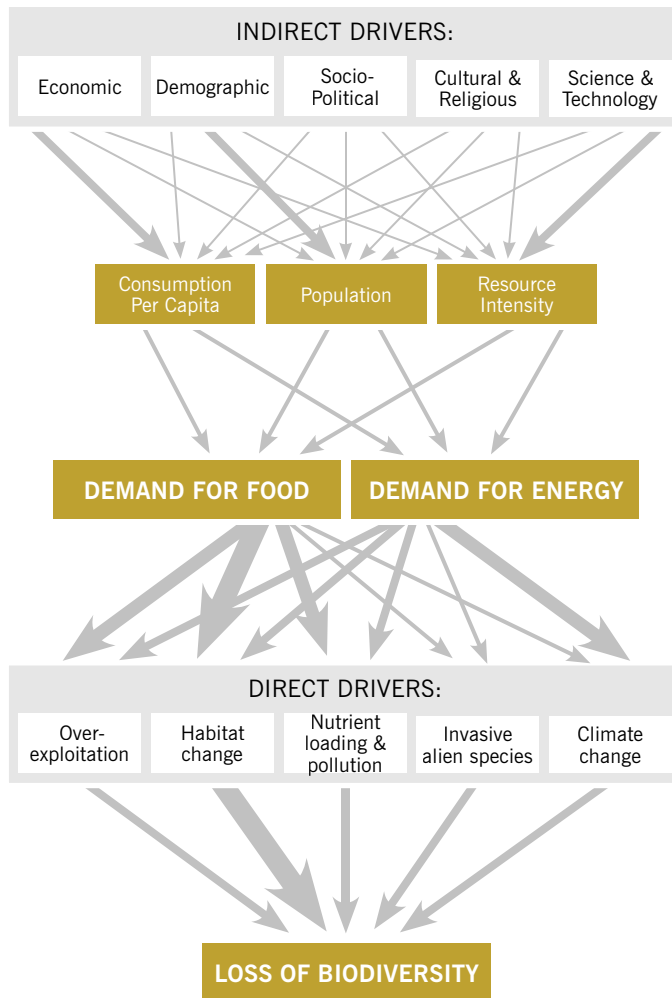 INDIRECT DRIVERS:
Economic
Demographic
Socio-
Political
Cultural &
Religious
Science &
Technology
Consumption
Per Capita
Population
Resource
Intensity
DEMAND FOR FOOD
DEMAND FOR ENERGY
DIRECT DRIVERS:
Over-
exploitation
Habitat
change
Nutrient
loading &
pollution
Invasive
alien species
Climate
change
LOSS OF BIODIVERSITY